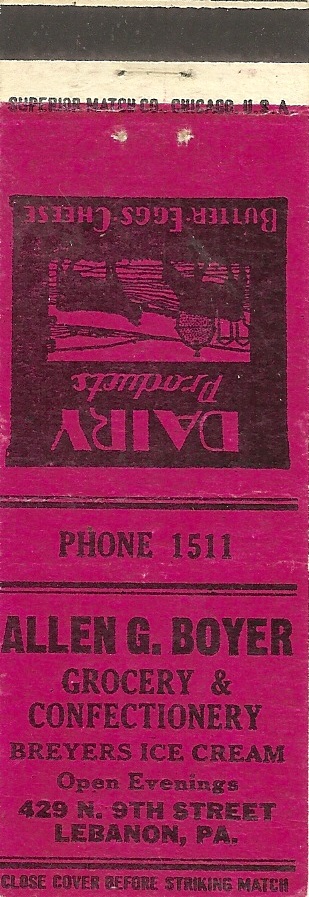 SUPERIOR MATCH CO. CHICAGO U.S.A.
DAIRY
Products
BUTTER·EGGS·CHEESE
PHONE 1511
ALLEN G. BOYER
GROCERY &
CONFECTIONERY
BREYERS ICE CREAM
Open Evenings
429 N. 9TH STREET
LEBANON, PA.
CLOSE COVER BEFORE STRIKING MATCH